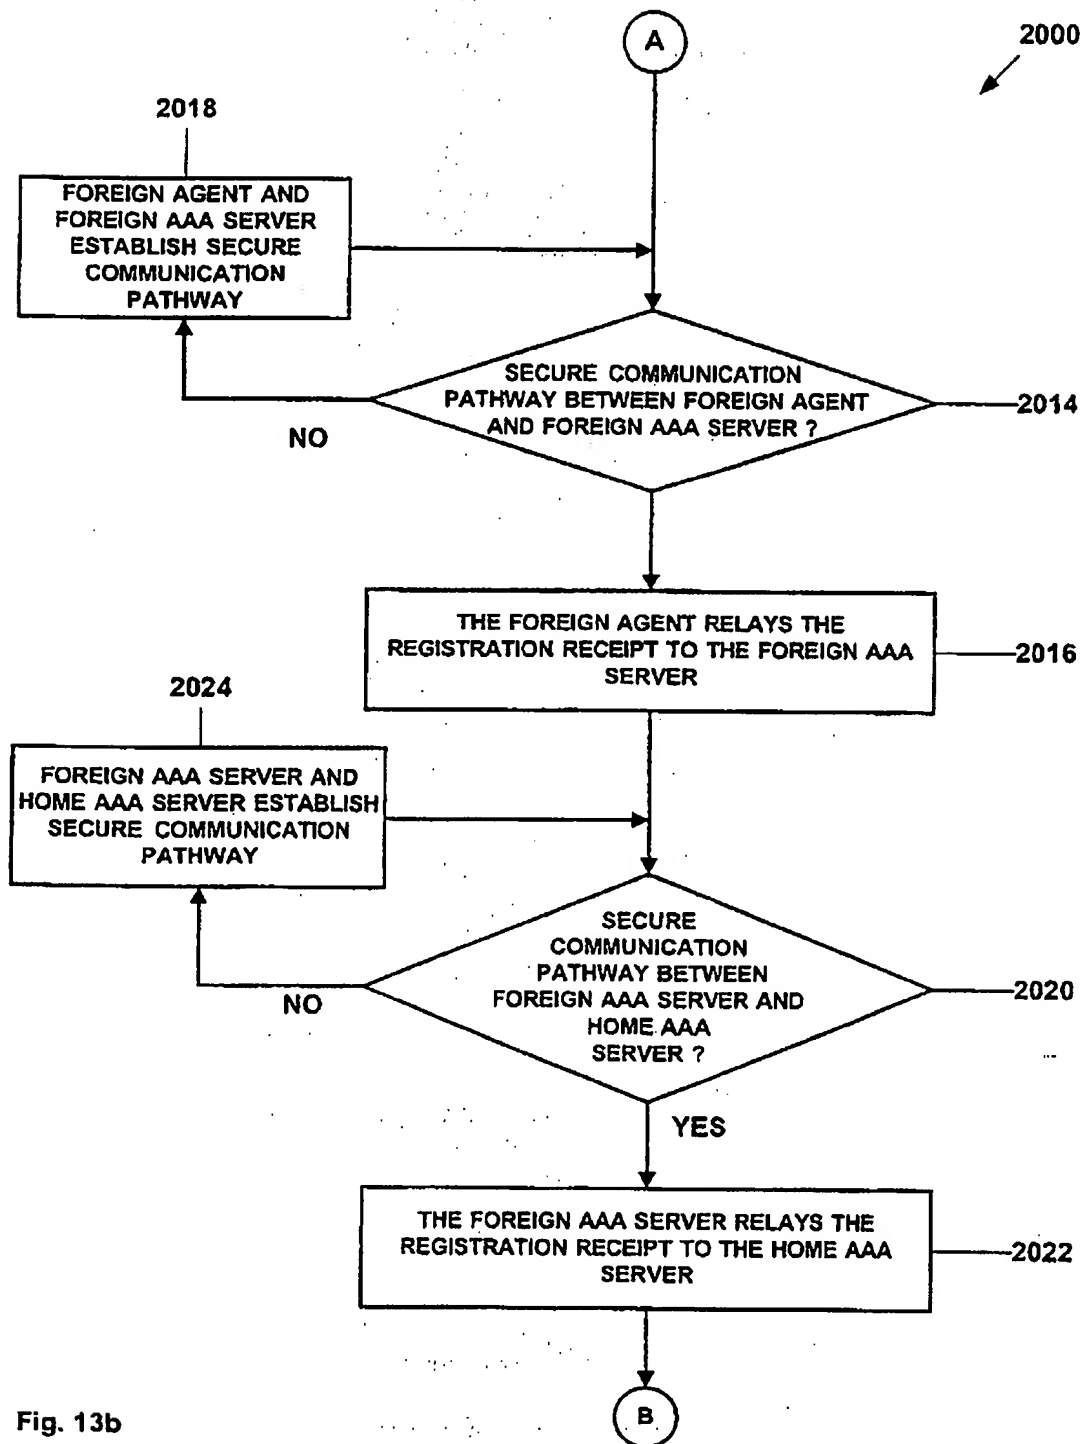 A
2000
2018
FOREIGN AGENT AND
FOREIGN AAA SERVER
ESTABLISH SECURE
COMMUNICATION
PATHWAY
SECURE COMMUNICATION
PATHWAY BETWEEN FOREIGN AGENT
AND FOREIGN AAA SERVER ?
2014
NO
THE FOREIGN AGENT RELAYS THE
REGISTRATION RECEIPT TO THE FOREIGN AAA
SERVER
2016
2024
FOREIGN AAA SERVER AND
HOME AAA SERVER ESTABLISH
SECURE COMMUNICATION
PATHWAY
SECURE
COMMUNICATION
PATHWAY BETWEEN
FOREIGN AAA SERVER AND
HOME AAA
SERVER ?
2020
NO
YES
THE FOREIGN AAA SERVER RELAYS THE
REGISTRATION RECEIPT TO THE HOME AAA
SERVER
2022
B
Fig. 13b